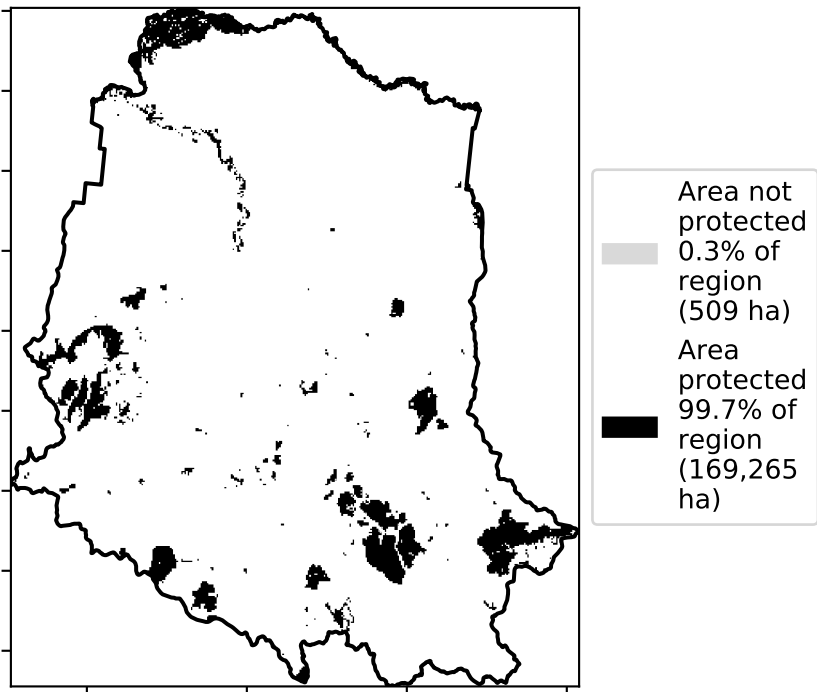 Area not
protected
0.3% of
region
(509 ha)
Area
protected
99.7% of
region
(169,265
ha)